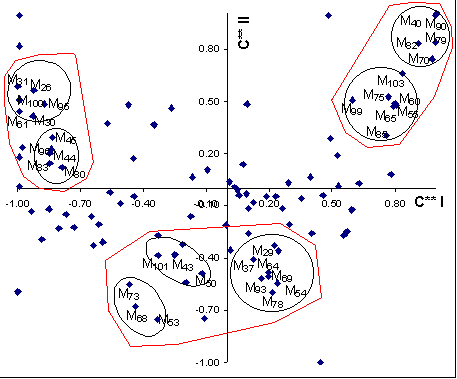 C** II
M40 M90
0.80
M82 M79
M70
M31 M26
M103
0.50
M100 M95
M75 M60
M99
M65 M55
M61 M30
M85
M45
0.20
M96
M44
M83 M80
C** I
-1.00
-0.70
-0.40
-0.10
0.20
0.50
0.80
-0.10
M29
-0.40
M101 M43
M37 M64
M50
M69
M93 M54
M73
-0.70
M78
M68 M53
-1.00